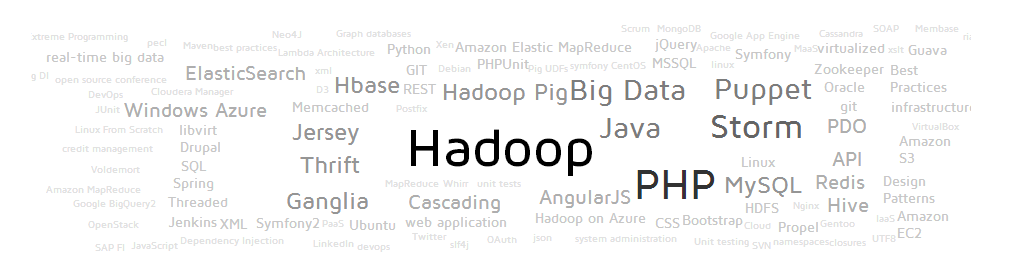 Scrum MongoDB
Cassandra
SOAP
Membase
xtreme Programming
Neo4J
Graph databases
Google App Engine
pecl
Maven
best practices
Lambda Architecture
Python
Xen
Amazon Elastic MapReduce
jQuery
Apache
Symfony
MaaS
virtualized
xslt
Guava
real-time big data
PHPUnit
Pig UDFs
symfony
CentOS
MSSQL
linux
g DI
open source conference
ElasticSearch
xml
GIT
Debian
Zookeeper
Best
Practices
DevOps
Cloudera Manager
D3
Hbase
REST
Hadoop Pig
Big Data
Puppet
Oracle
JUnit
Windows Azure
Memcached
Postfix
git
infrastructure
Linux From Scratch
libvirt
Jersey
Java
Storm
PDO
VirtualBox
credit management
Drupal
Hadoop
Amazon
S3
Voldemort
SQL
Thrift
Linux
API
Amazon MapReduce
Spring
MapReduce
Whirr
unit tests
PHP
MySQL
Redis
Design
Patterns
Google BigQuery2
Threaded
Ganglia
Cascading
AngularJS
HDFS
Nginx
Hive
OpenStack
Jenkins
XML
Symfony2
PaaS
Ubuntu
web application
Hadoop on Azure
CSS
Bootstrap
Cloud
Propel
Gentoo
IaaS
Amazon
EC2
SAP FI
JavaScript
Dependency Injection
LinkedIn
devops
Twitter
slf4j
OAuth
json
system administration
Unit testing
SVN
namespaces
closures
UTF8